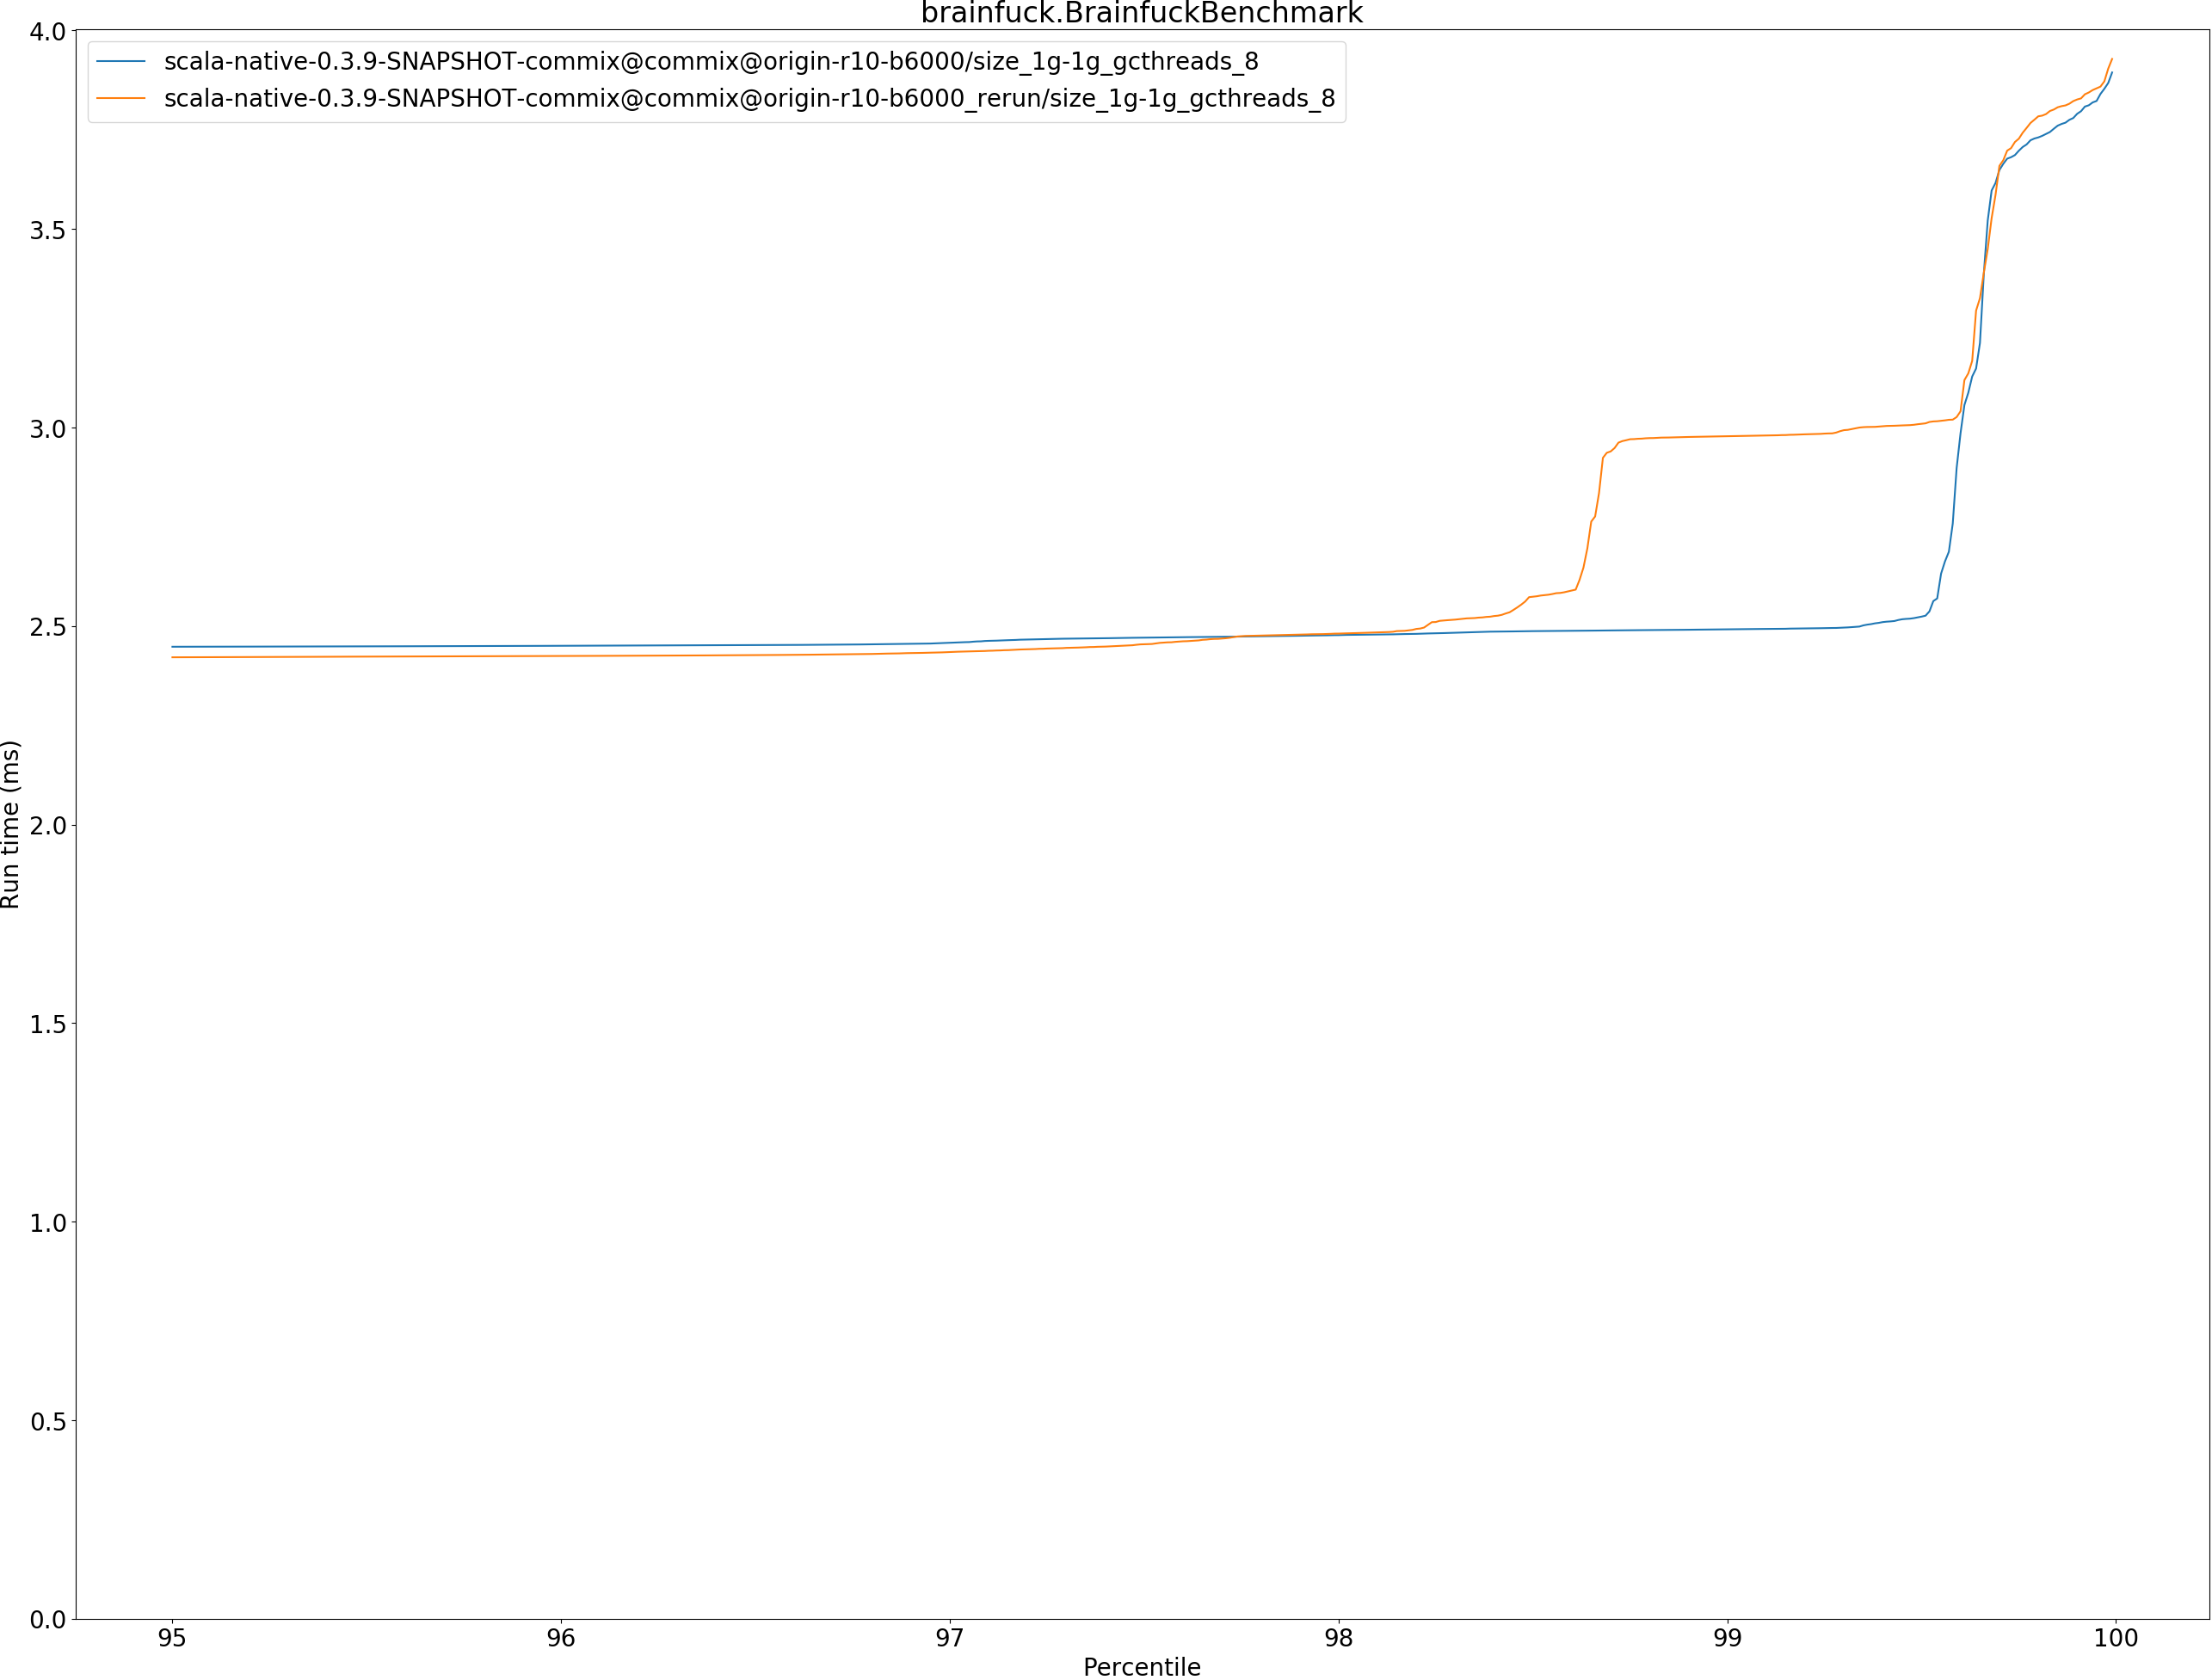 brainfuck.BrainfuckBenchmark
scala-native-0.3.9-SNAPSHOT-commix@commix@origin-r10-b6000/size_1g-1g_gcthreads_8
scala-native-0.3.9-SNAPSHOT-commix@commix@origin-r10-b6000_rerun/size_1g-1g_gcthreads_8
4.0
3.5
3.0
2.5
2.0
1.5
1.0
0.5
0.0
Run time (ms)
95 96 97 98 99 100
Percentile